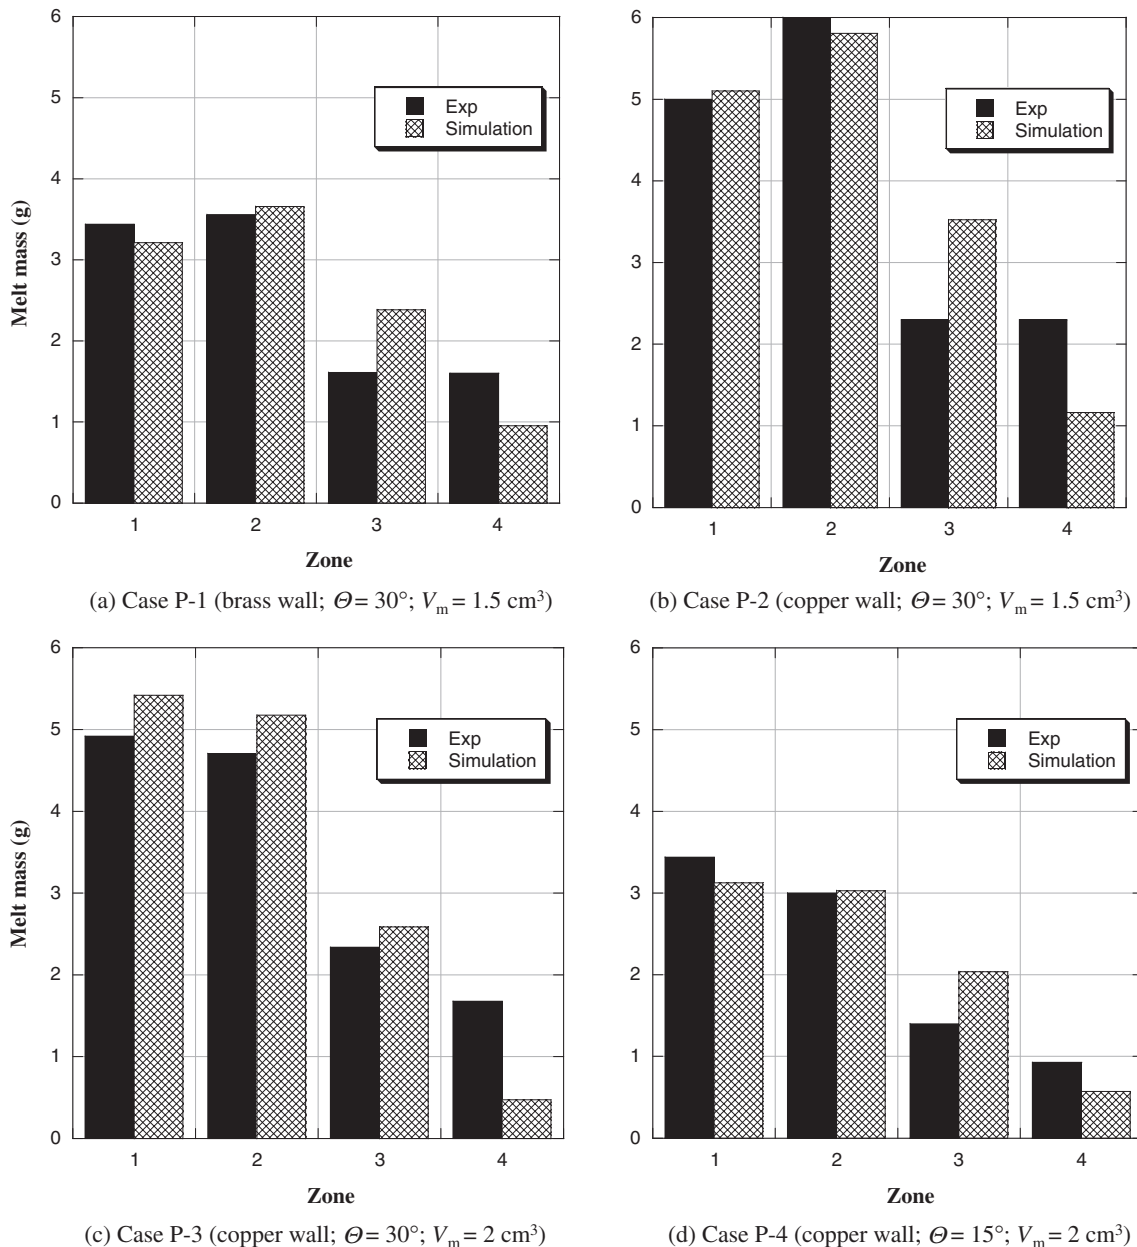 6
5
4
3
2
1
0
Melt mass (g)
Exp
Simulation
1 2 3 4
Zone
(a) Case P-1 (brass wall; Θ = 30°; Vm = 1.5 cm³)
6
5
4
3
2
1
0
Exp
Simulation
1 2 3 4
Zone
(b) Case P-2 (copper wall; Θ = 30°; Vm = 1.5 cm³)
6
5
4
3
2
1
0
Melt mass (g)
Exp
Simulation
1 2 3 4
Zone
(c) Case P-3 (copper wall; Θ = 30°; Vm = 2 cm³)
6
5
4
3
2
1
0
Exp
Simulation
1 2 3 4
Zone
(d) Case P-4 (copper wall; Θ = 15°; Vm = 2 cm³)